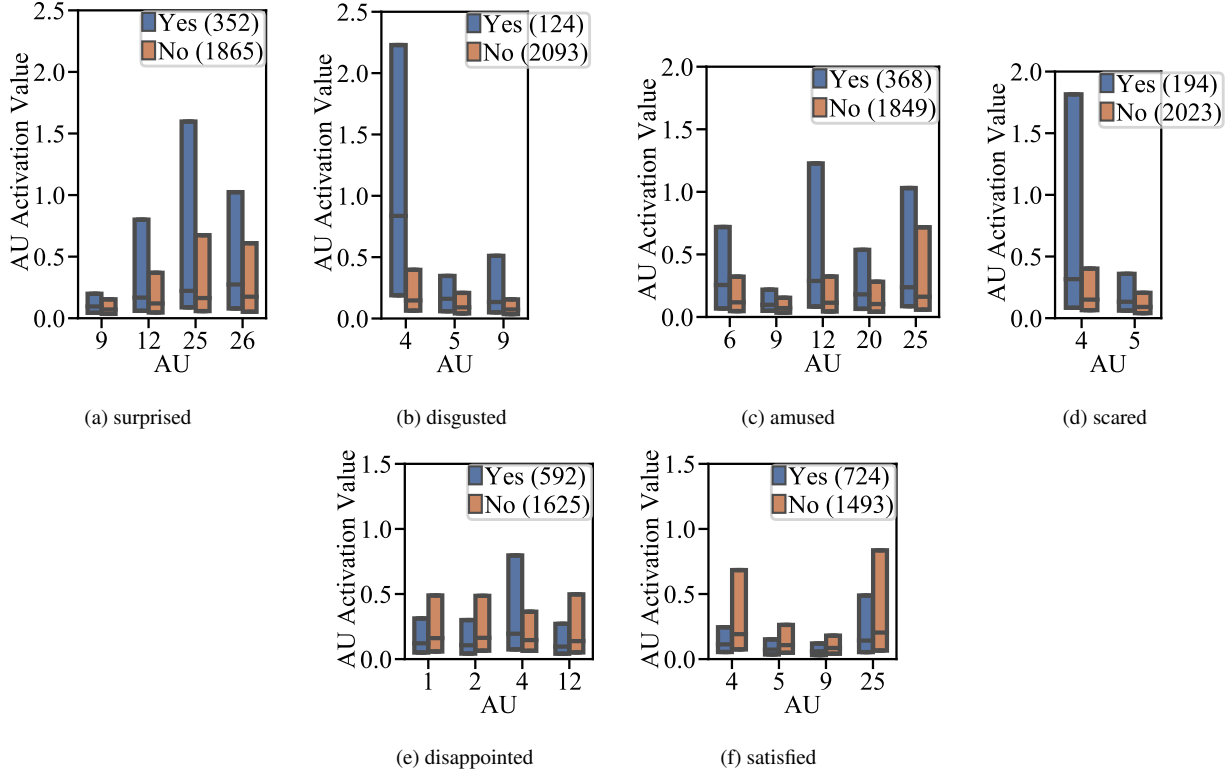 AU Activation Value
2.5
2.0
1.5
1.0
0.5
0.0
Yes (352)
No (1865)
9 12 25 26
AU
(a) surprised
AU Activation Value
2.5
2.0
1.5
1.0
0.5
0.0
Yes (124)
No (2093)
4 5 9
AU
(b) disgusted
AU Activation Value
2.0
1.5
1.0
0.5
0.0
Yes (368)
No (1849)
6 9 12 20 25
AU
(c) amused
AU Activation Value
2.0
1.5
1.0
0.5
0.0
Yes (194)
No (2023)
4 5
AU
(d) scared
AU Activation Value
1.5
1.0
0.5
0.0
Yes (592)
No (1625)
1 2 4 12
AU
(e) disappointed
AU Activation Value
1.5
1.0
0.5
0.0
Yes (724)
No (1493)
4 5 9 25
AU
(f) satisfied